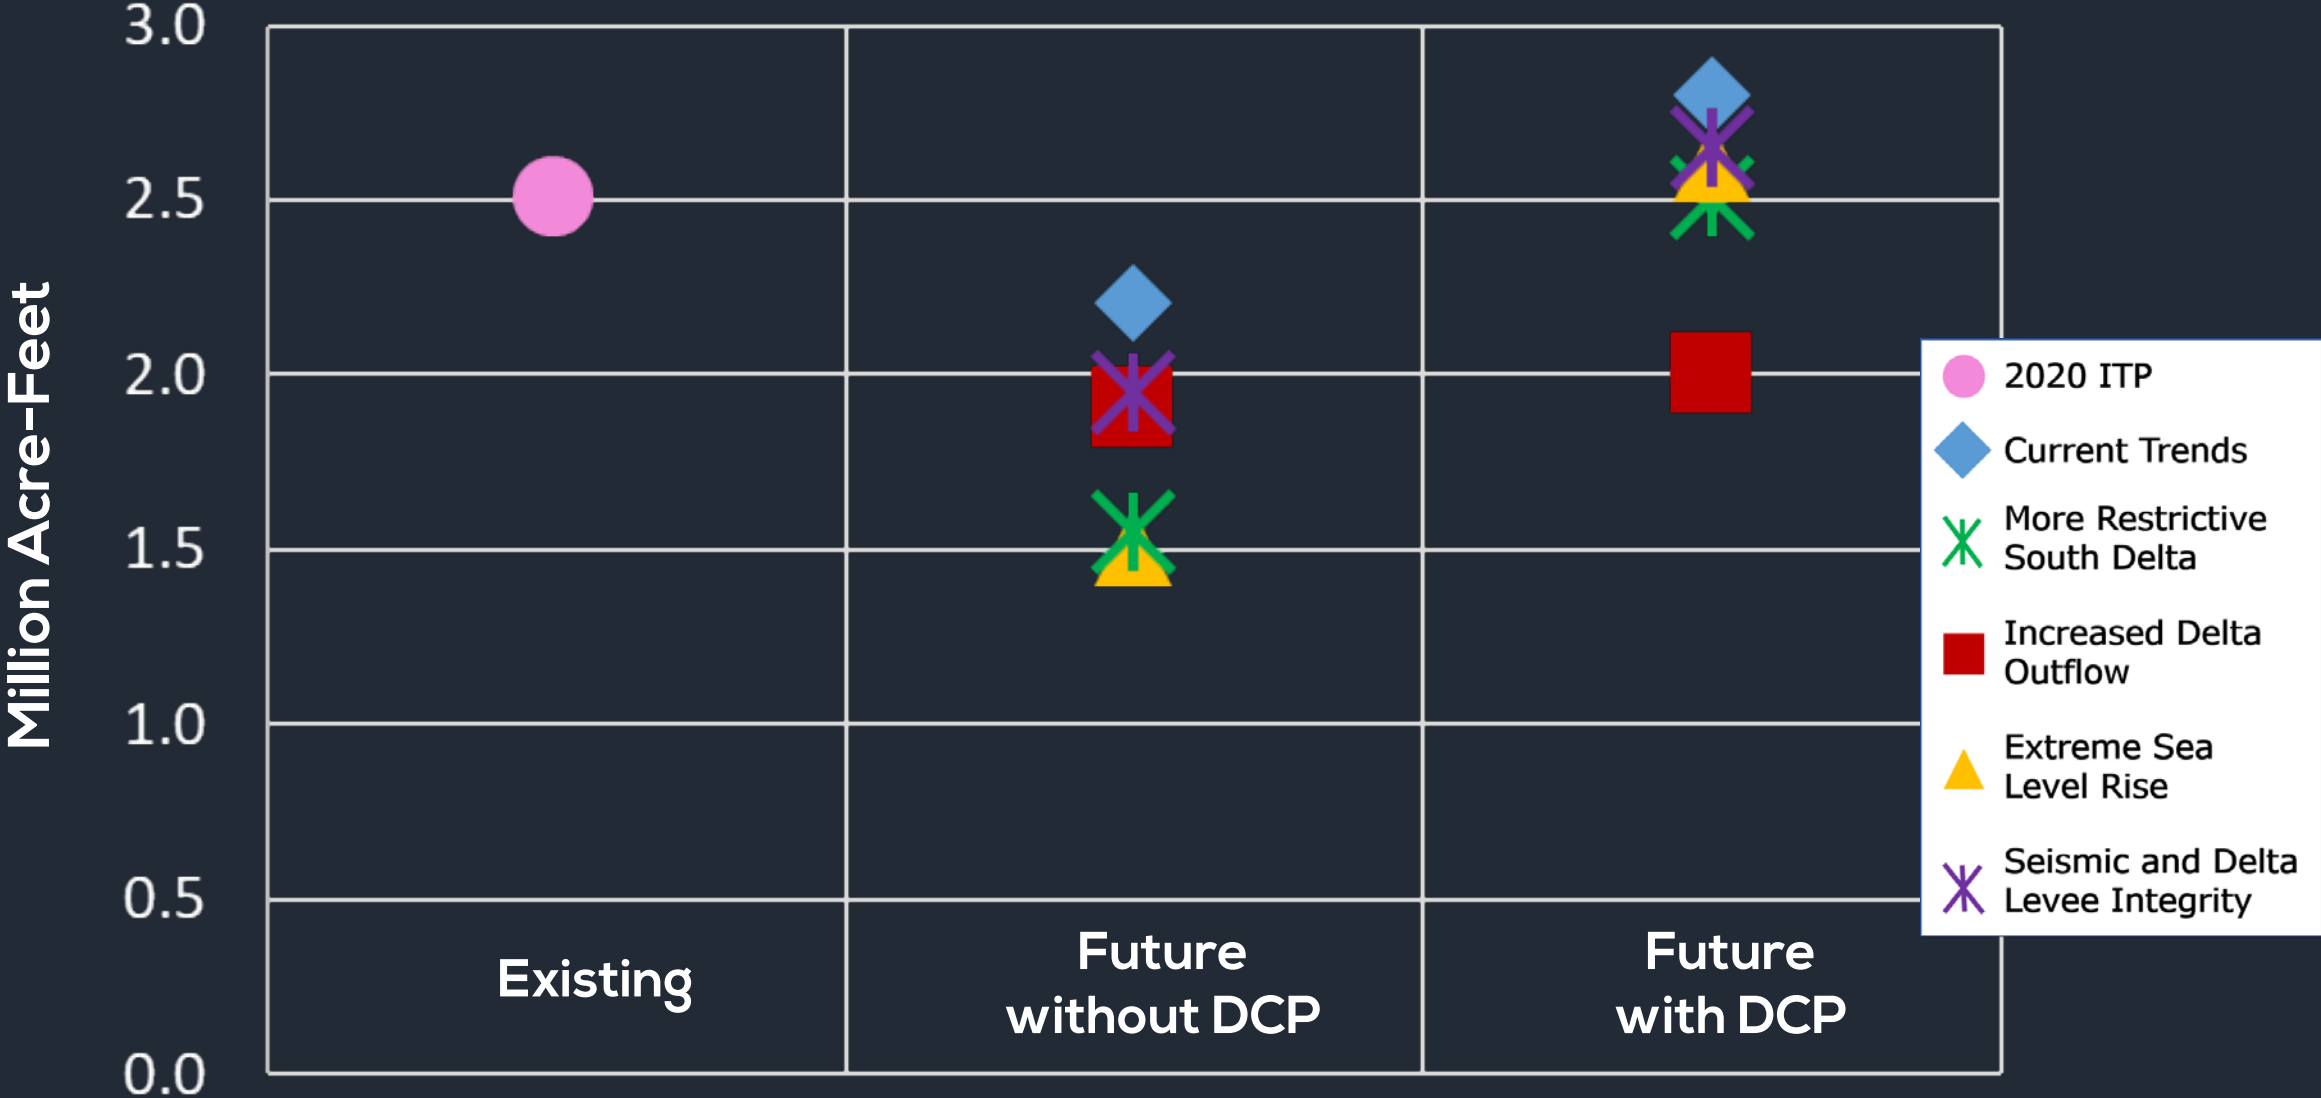 3.0
2.5
2.0
1.5
1.0
0.5
0.0
Million Acre-Feet
Existing
Future
without DCP
Future
with DCP
2020 ITP
Current Trends
More Restrictive
South Delta
Increased Delta
Outflow
Extreme Sea
Level Rise
Seismic and Delta
Levee Integrity